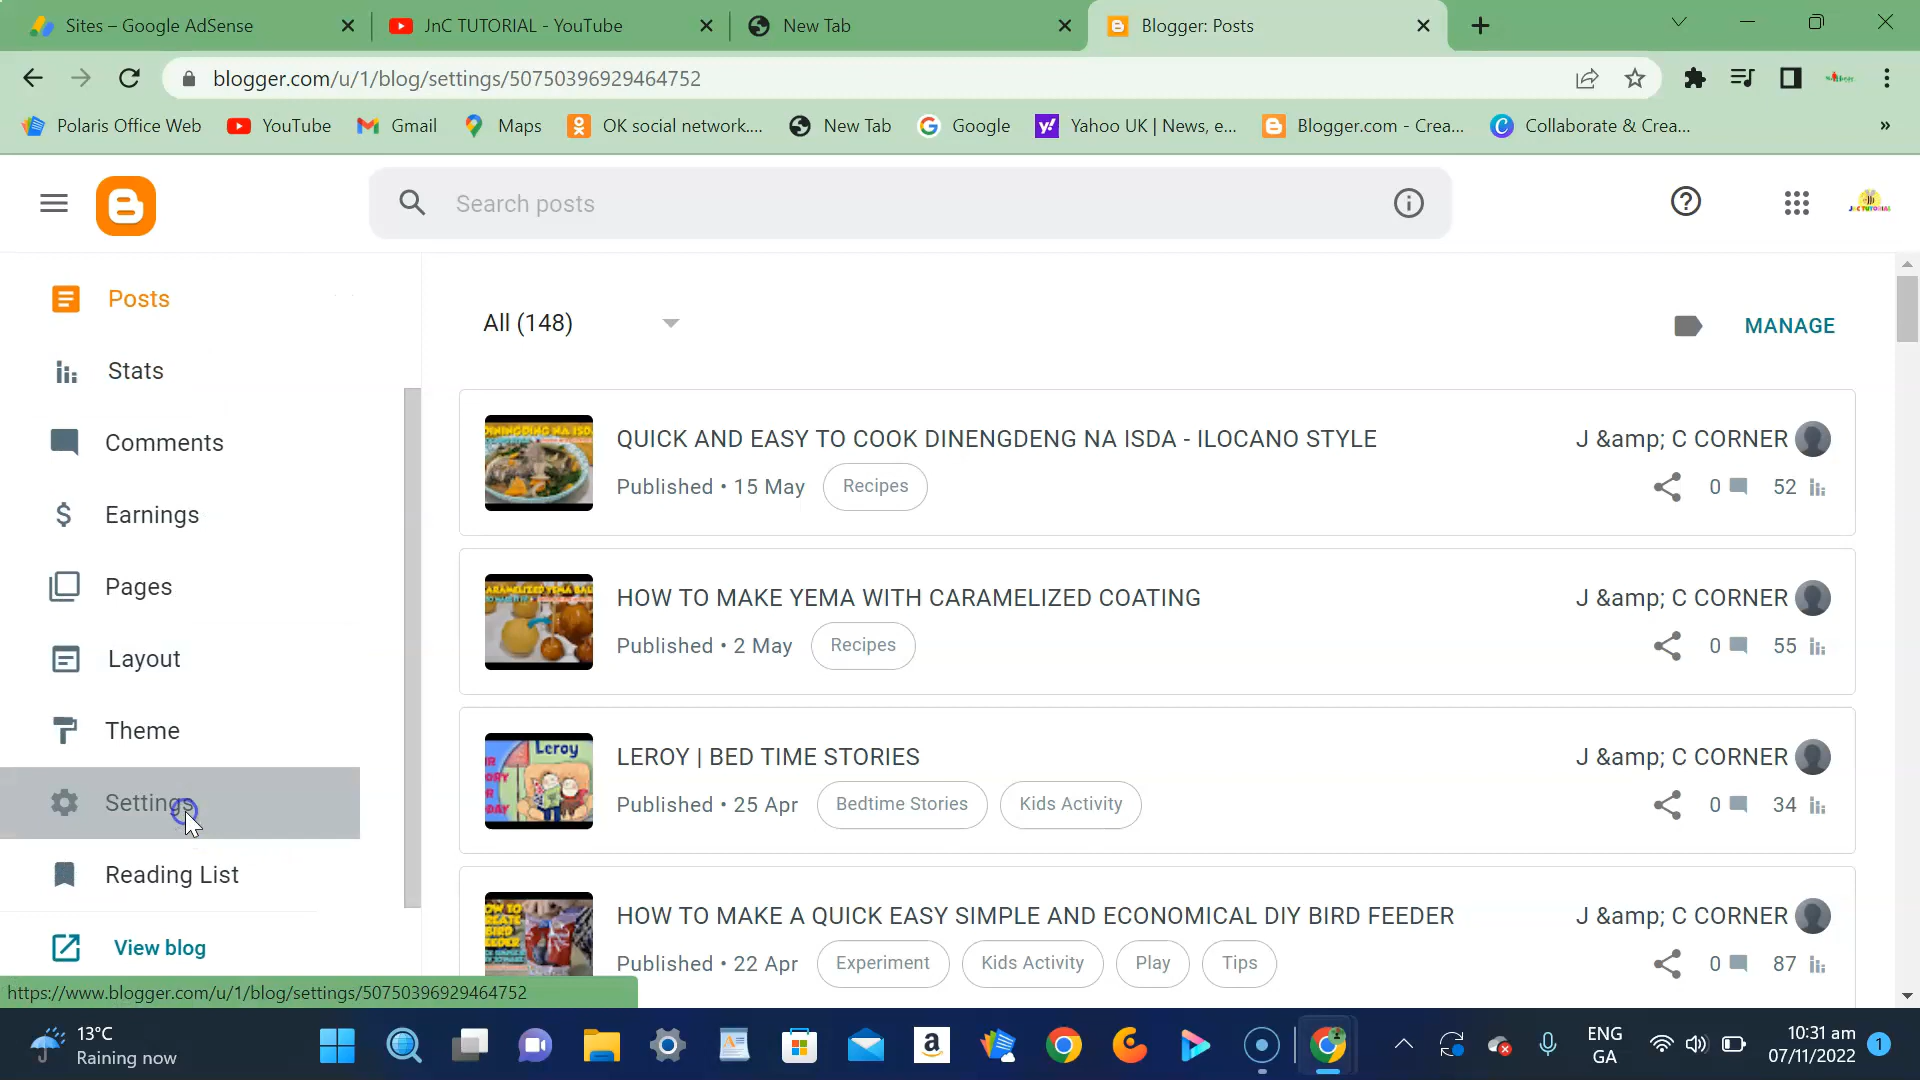 Sites – Google AdSense
JnC TUTORIAL - YouTube
New Tab
Blogger: Posts
blogger.com/u/1/blog/settings/50750396929464752
Polaris Office Web
YouTube
Gmail
Maps
OK social network....
New Tab
Google
Yahoo UK | News, e...
Blogger.com - Crea...
Collaborate & Crea...
»
Search posts
JnC TUTORIAL
Posts
Stats
Comments
Earnings
Pages
Layout
Theme
Settings
Reading List
View blog
All (148)
MANAGE
QUICK AND EASY TO COOK DINENGDENG NA ISDA - ILOCANO STYLE
J &amp; C CORNER
Published • 15 May
Recipes
0
52
HOW TO MAKE YEMA WITH CARAMELIZED COATING
J &amp; C CORNER
Published • 2 May
Recipes
0
55
Leroy
LEROY | BED TIME STORIES
J &amp; C CORNER
Published • 25 Apr
Bedtime Stories
Kids Activity
0
34
HOW TO MAKE A QUICK EASY SIMPLE AND ECONOMICAL DIY BIRD FEEDER
J &amp; C CORNER
Published • 22 Apr
Experiment
Kids Activity
Play
Tips
0
87
https://www.blogger.com/u/1/blog/settings/50750396929464752
13°C
Raining now
ENG
GA
10:31 am
07/11/2022
1